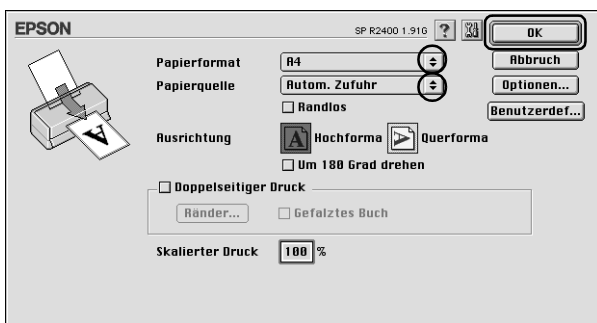 EPSON
SP R2400 1.91G ? OK
Papierformat A4 Abbruch
Papierquelle Autom. Zufuhr Optionen...
Randlos Benutzerdef...
Ausrichtung A Hochforma A Querforma
Um 180 Grad drehen
Doppelseitiger Druck
Ränder... Gefalztes Buch
Skalierter Druck 100 %
A